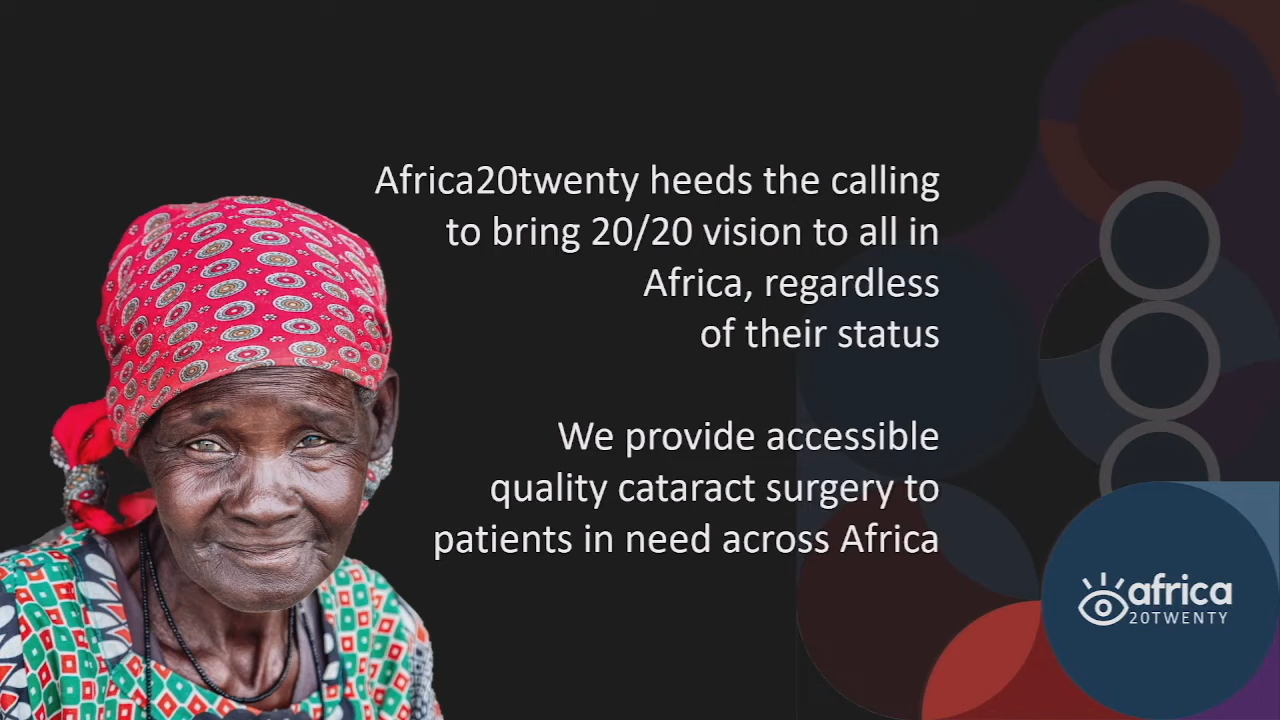 Africa20twenty heeds the calling
to bring 20/20 vision to all in
Africa, regardless
of their status
We provide accessible
quality cataract surgery to
patients in need across Africa
africa
20TWENTY